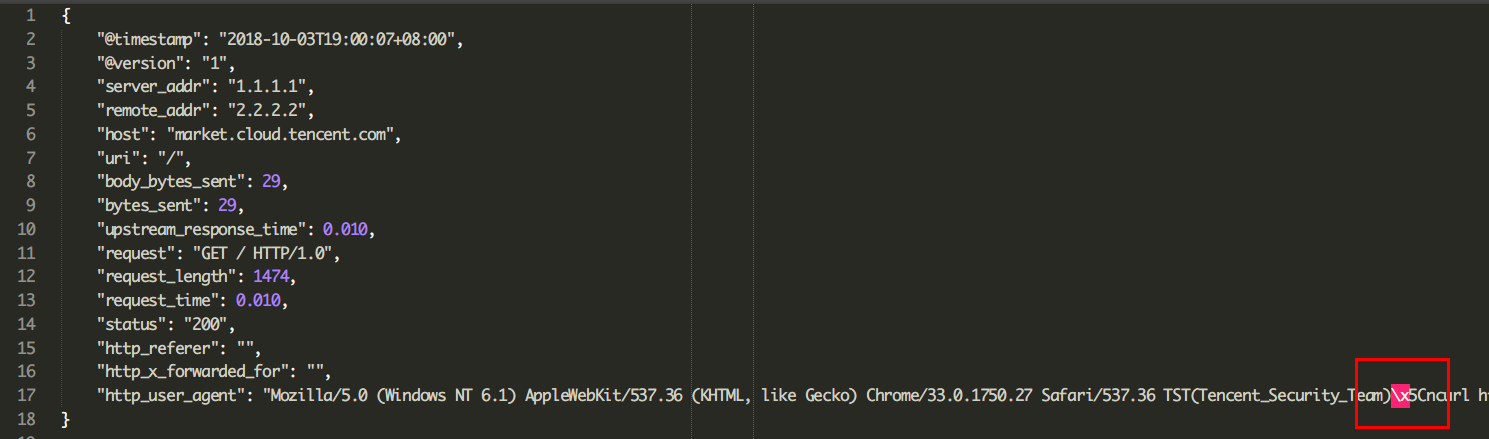 1 {
2 "@timestamp": "2018-10-03T19:00:07+08:00",
3 "@version": "1",
4 "server_addr": "1.1.1.1",
5 "remote_addr": "2.2.2.2",
6 "host": "market.cloud.tencent.com",
7 "uri": "/",
8 "body_bytes_sent": 29,
9 "bytes_sent": 29,
10 "upstream_response_time": 0.010,
11 "request": "GET / HTTP/1.0",
12 "request_length": 1474,
13 "request_time": 0.010,
14 "status": "200",
15 "http_referer": "",
16 "http_x_forwarded_for": "",
17 "http_user_agent": "Mozilla/5.0 (Windows NT 6.1) AppleWebKit/537.36 (KHTML, like Gecko) Chrome/33.0.1750.27 Safari/537.36 TST(Tencent_Security_Team)\x5Cncurl
18 }